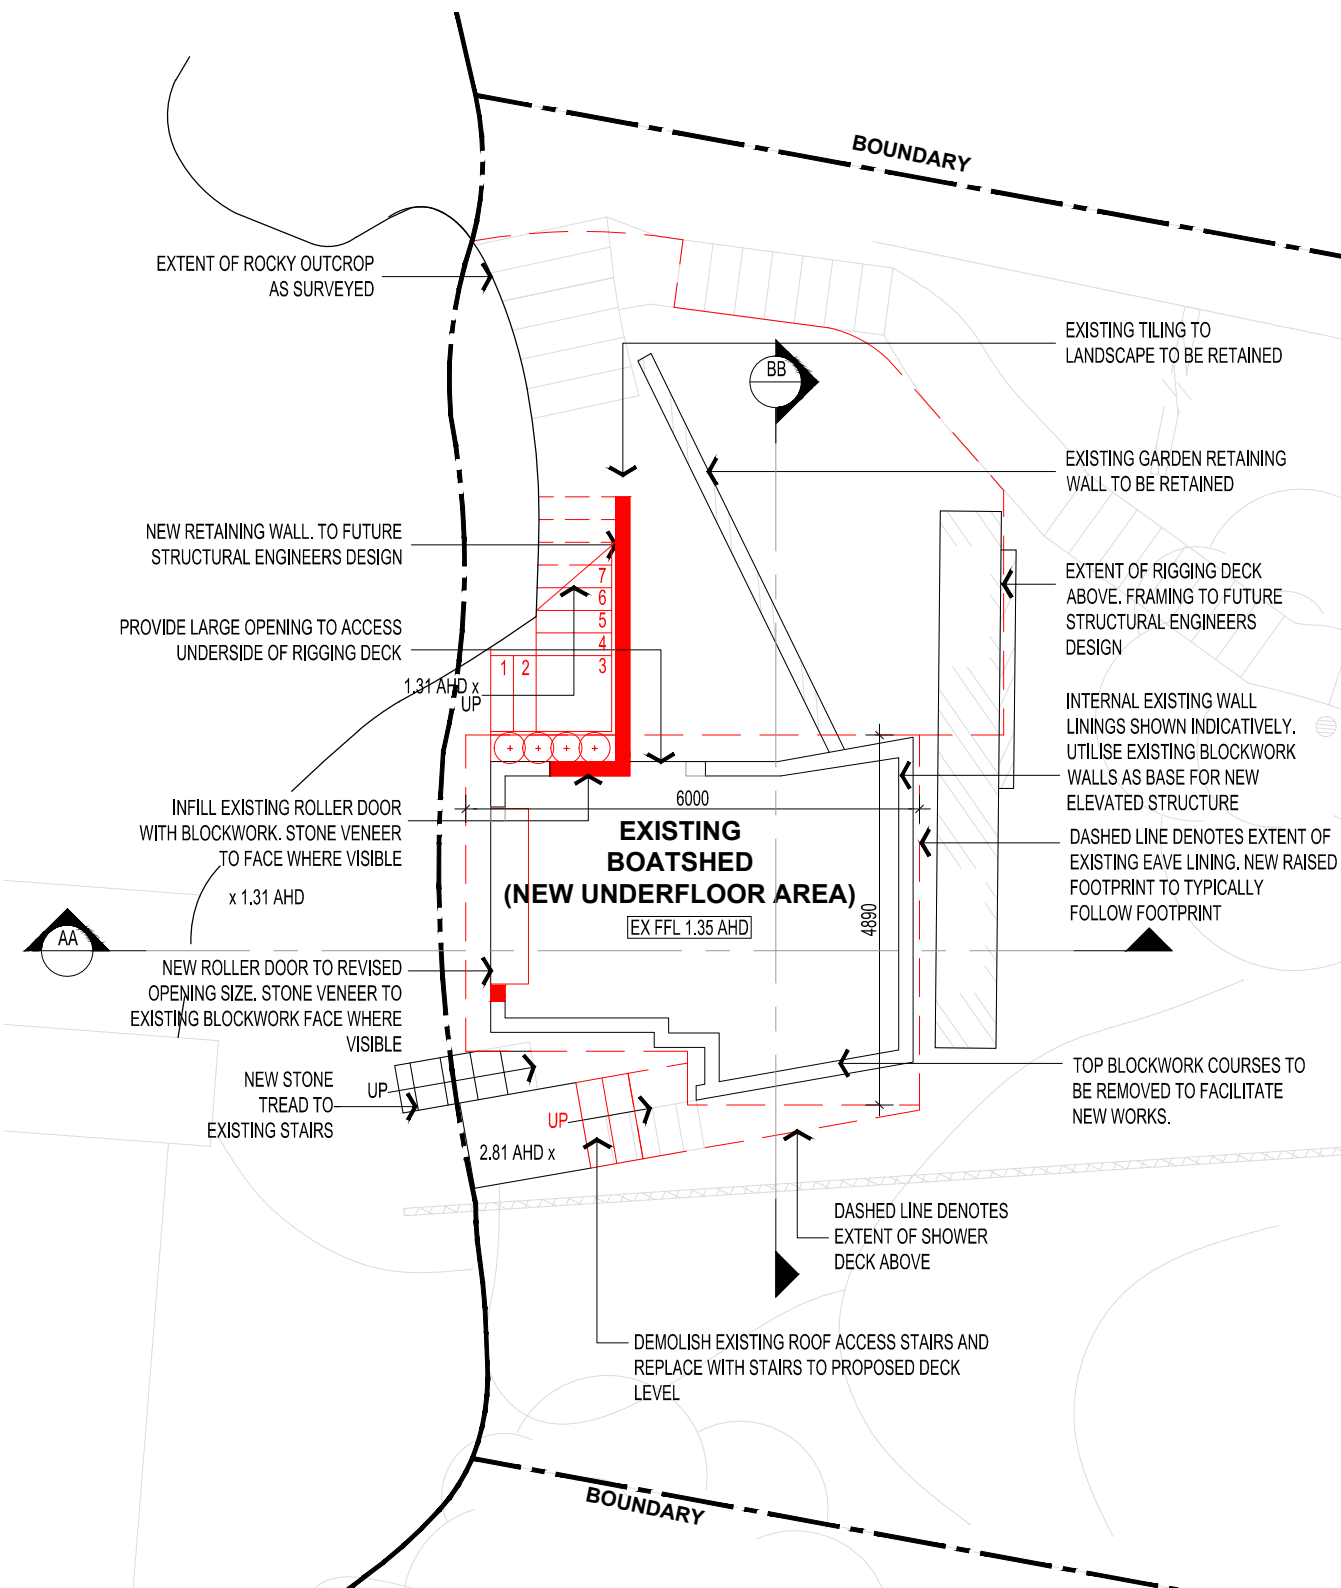 BOUNDARY
EXTENT OF ROCKY OUTCROP
AS SURVEYED
EXISTING TILING TO
LANDSCAPE TO BE RETAINED
BB
EXISTING GARDEN RETAINING
WALL TO BE RETAINED
NEW RETAINING WALL. TO FUTURE
STRUCTURAL ENGINEERS DESIGN
7
6
5
4
3
1 2
EXTENT OF RIGGING DECK
ABOVE. FRAMING TO FUTURE
STRUCTURAL ENGINEERS
DESIGN
PROVIDE LARGE OPENING TO ACCESS
UNDERSIDE OF RIGGING DECK
1.31 AHD x
UP
INTERNAL EXISTING WALL
LININGS SHOWN INDICATIVELY.
UTILISE EXISTING BLOCKWORK
WALLS AS BASE FOR NEW
ELEVATED STRUCTURE
6000
INFILL EXISTING ROLLER DOOR
WITH BLOCKWORK. STONE VENEER
TO FACE WHERE VISIBLE
EXISTING
BOATSHED
(NEW UNDERFLOOR AREA)
EX FFL 1.35 AHD
4890
DASHED LINE DENOTES EXTENT OF
EXISTING EAVE LINING. NEW RAISED
FOOTPRINT TO TYPICALLY
FOLLOW FOOTPRINT
x 1.31 AHD
AA
NEW ROLLER DOOR TO REVISED
OPENING SIZE. STONE VENEER TO
EXISTING BLOCKWORK FACE WHERE
VISIBLE
NEW STONE
TREAD TO
EXISTING STAIRS
UP
UP
2.81 AHD x
TOP BLOCKWORK COURSES TO
BE REMOVED TO FACILITATE
NEW WORKS.
DASHED LINE DENOTES
EXTENT OF SHOWER
DECK ABOVE
DEMOLISH EXISTING ROOF ACCESS STAIRS AND
REPLACE WITH STAIRS TO PROPOSED DECK
LEVEL
BOUNDARY